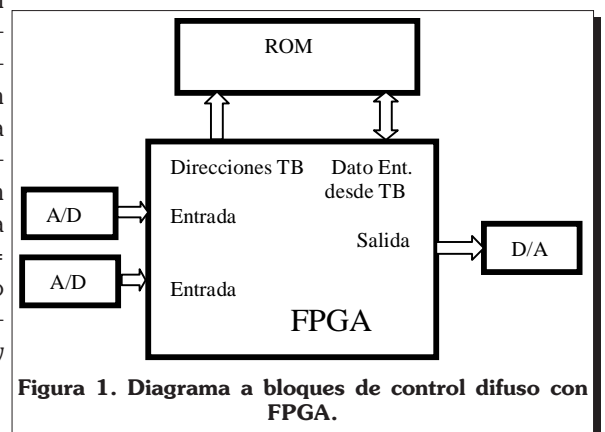 ROM
Direcciones TB
Dato Ent.
desde TB
A/D
Entrada
Salida
D/A
A/D
Entrada
FPGA
Figura 1. Diagrama a bloques de control difuso con
FPGA.